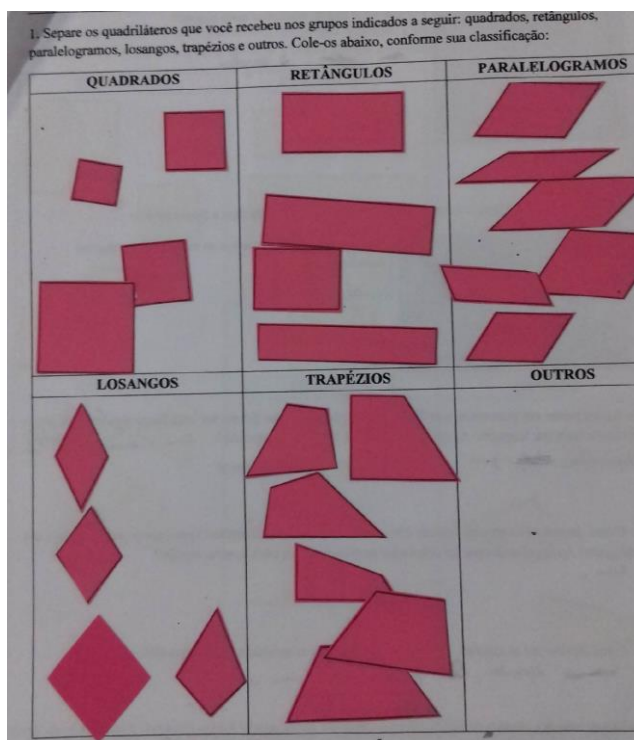 1. Separe os quadriláteros que você recebeu nos grupos indicados a seguir: quadrados, retângulos,
paralelogramos, losangos, trapézios e outros. Cole-os abaixo, conforme sua classificação:
QUADRADOS
RETÂNGULOS
PARALELOGRAMOS
LOSANGOS
TRAPÉZIOS
OUTROS